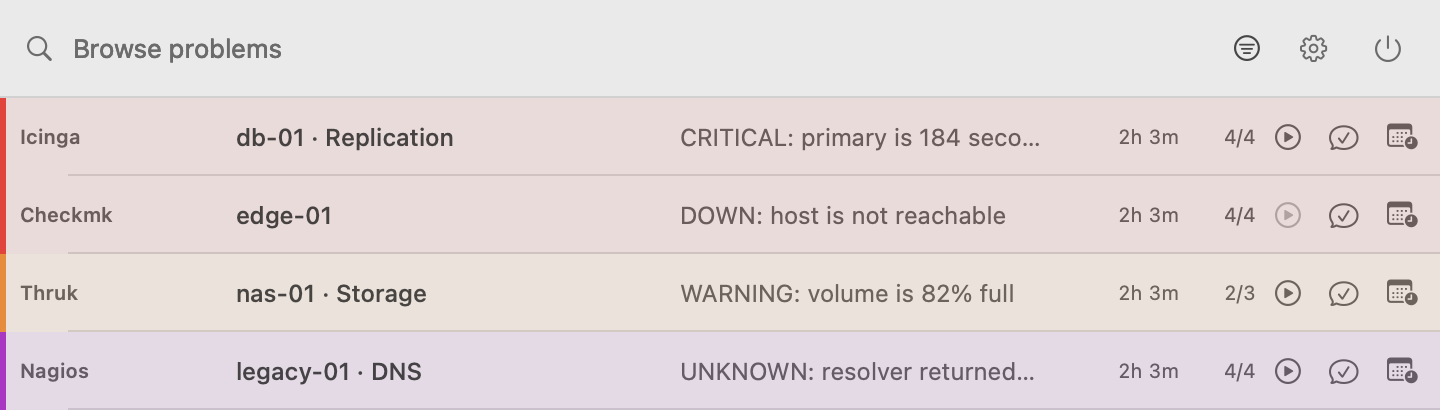 Browse problems
Icinga db-01 · Replication CRITICAL: primary is 184 seco... 2h 3m 4/4
Checkmk edge-01 DOWN: host is not reachable 2h 3m 4/4
Thruk nas-01 · Storage WARNING: volume is 82% full 2h 3m 2/3
Nagios legacy-01 · DNS UNKNOWN: resolver returned... 2h 3m 4/4